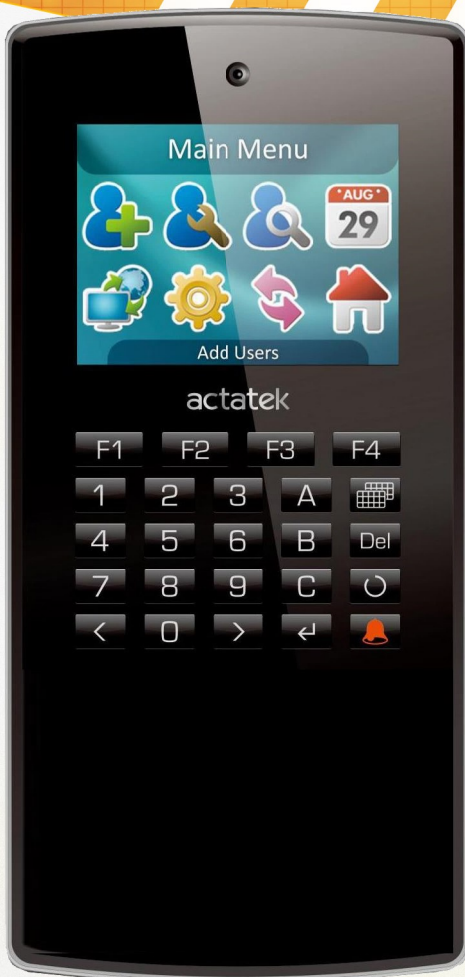 Main Menu
AUG
29
Add Users
actatek
F1 F2 F3 F4
1 2 3 A
4 5 6 B Del
7 8 9 C
< 0 >